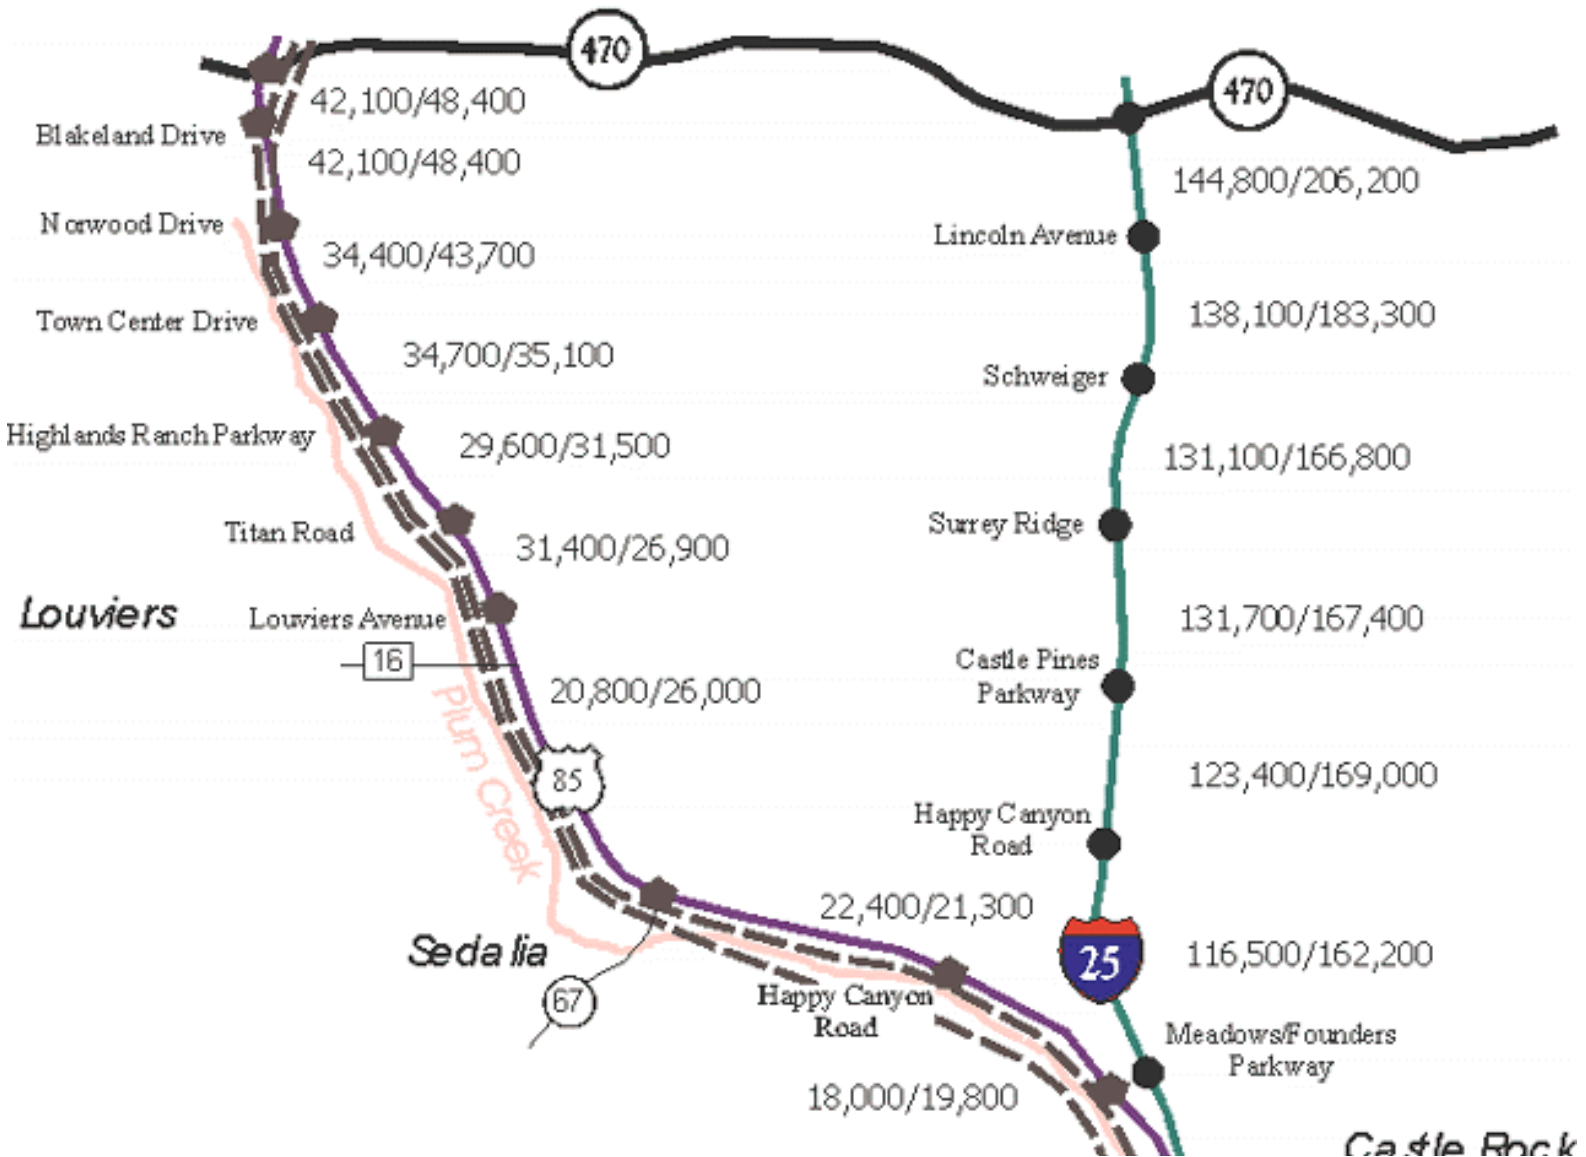 470
470
42,100/48,400
Blakeland Drive
42,100/48,400
144,800/206,200
Norwood Drive
34,400/43,700
Lincoln Avenue
Town Center Drive
138,100/183,300
34,700/35,100
Schweiger
Highlands Ranch Parkway
29,600/31,500
131,100/166,800
Titan Road
Surrey Ridge
31,400/26,900
Louviers
Louviers Avenue
131,700/167,400
16
Castle Pines
Parkway
20,800/26,000
Plum Creek
85
123,400/169,000
Happy Canyon
Road
22,400/21,300
Sedalia
25
116,500/162,200
67
Happy Canyon
Road
Meadows/Founders
Parkway
18,000/19,800
Castle Rock